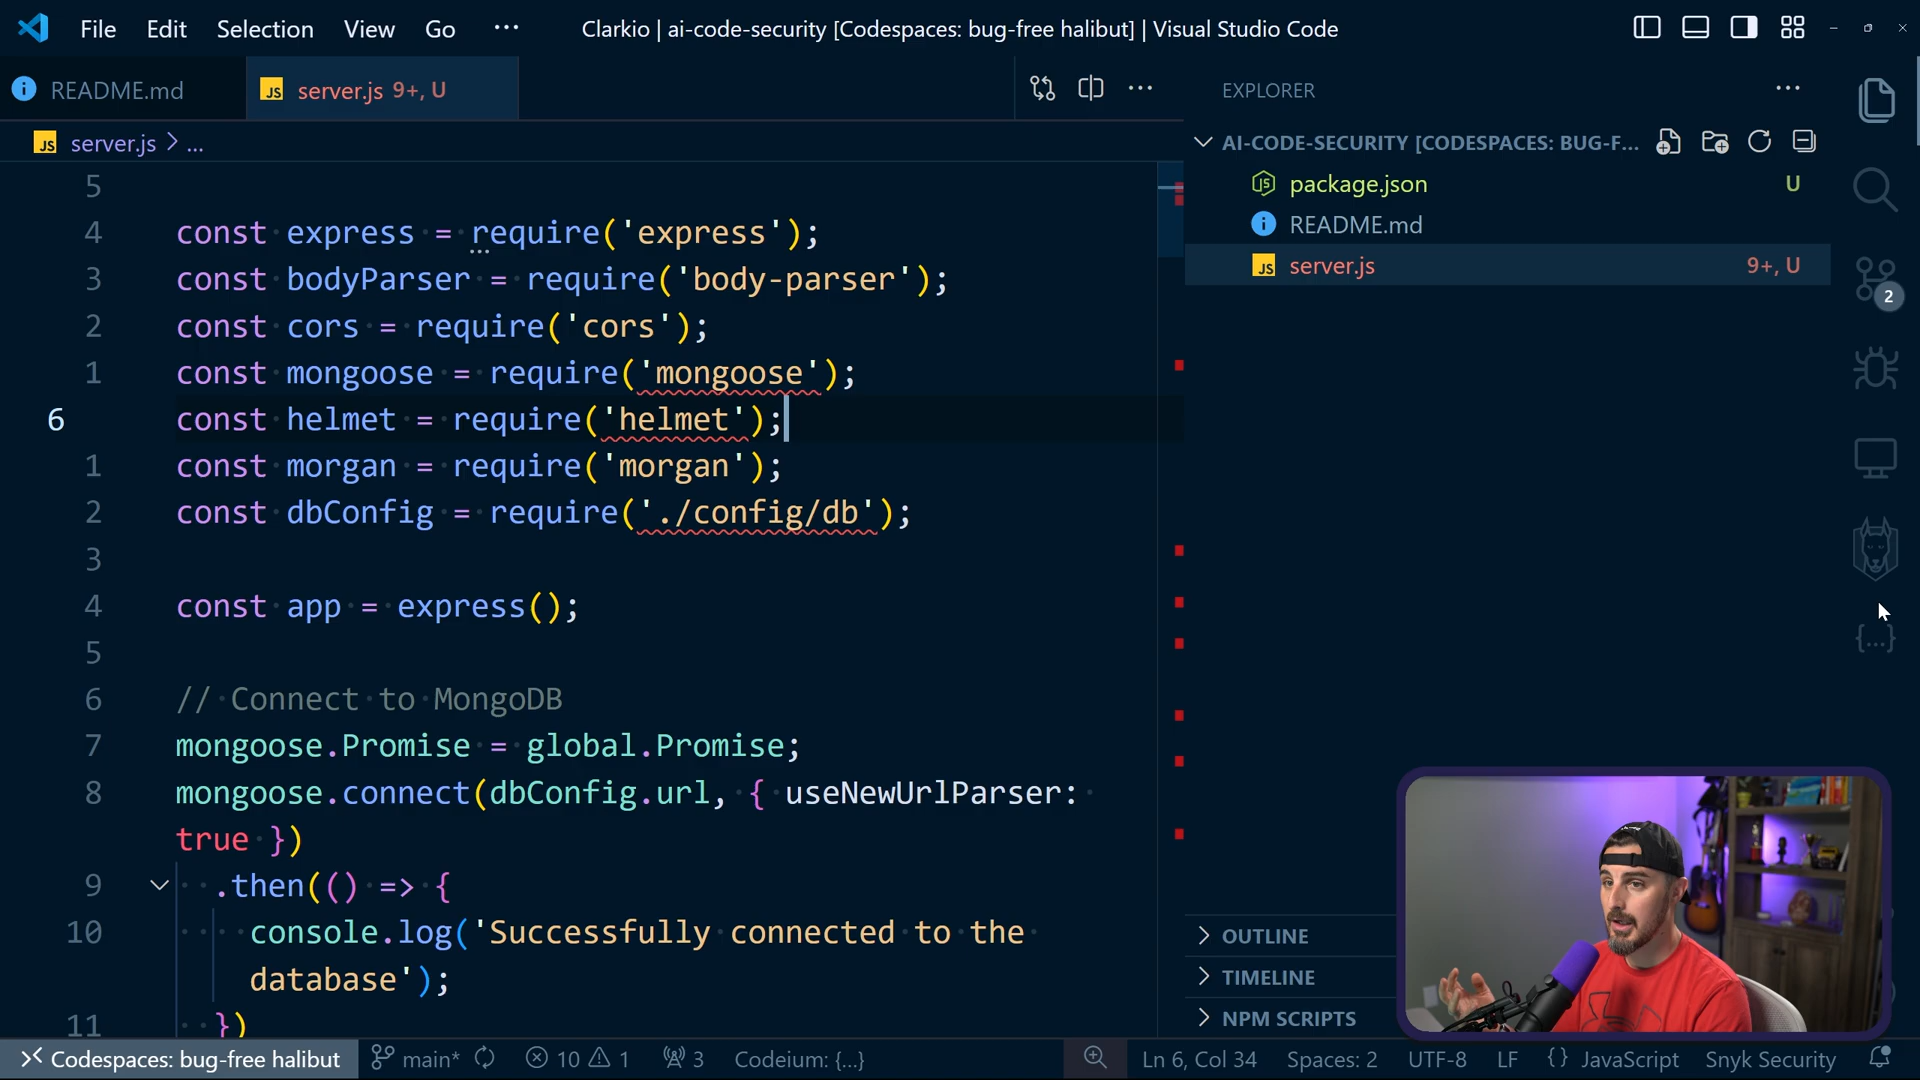 File Edit Selection View Go ... Clarkio | ai-code-security [Codespaces: bug-free halibut] | Visual Studio Code
README.md
JS server.js 9+, U
JS server.js > ...
5
4 const express = require('express');
3 const bodyParser = require('body-parser');
2 const cors = require('cors');
1 const mongoose = require('mongoose');
6 const helmet = require('helmet');
1 const morgan = require('morgan');
2 const dbConfig = require('./config/db');
3
4 const app = express();
5
6 // Connect to MongoDB
7 mongoose.Promise = global.Promise;
8 mongoose.connect(dbConfig.url, { useNewUrlParser:
true })
9 .then(() => {
10 console.log('Successfully connected to the
database');
11 })
EXPLORER
AI-CODE-SECURITY [CODESPACES: BUG-F...
package.json U
README.md
JS server.js 9+, U
2
{...}
OUTLINE
TIMELINE
NPM SCRIPTS
Codespaces: bug-free halibut main* 10 1 3 Codeium: {...} Ln 6, Col 34 Spaces: 2 UTF-8 LF {} JavaScript Snyk Security